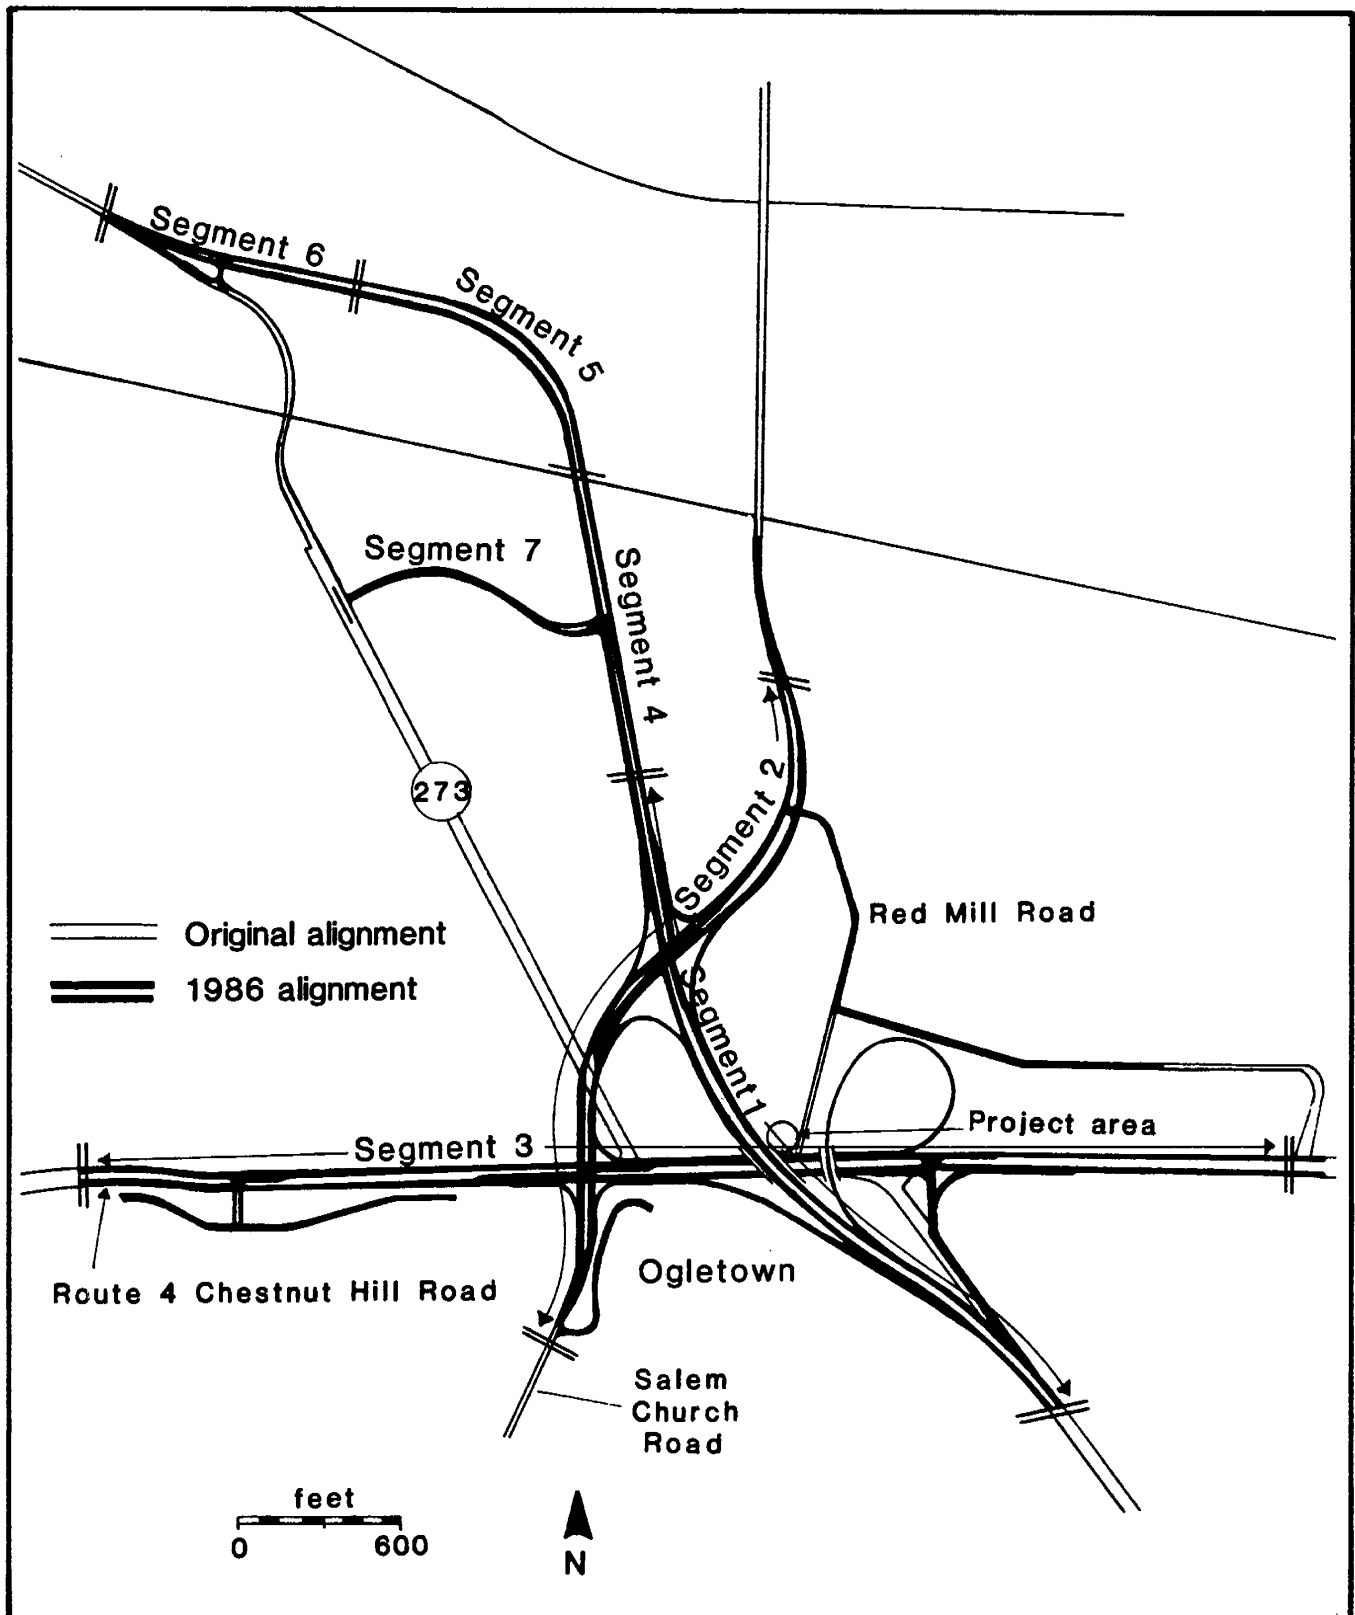 Segment 6
Segment 5
Segment 7
Segment 4
273
Segment 2
Red Mill Road
Original alignment
1986 alignment
Segment 1
Project area
Segment 3
Route 4 Chestnut Hill Road
Ogletown
Salem
Church
Road
feet
0 600
N